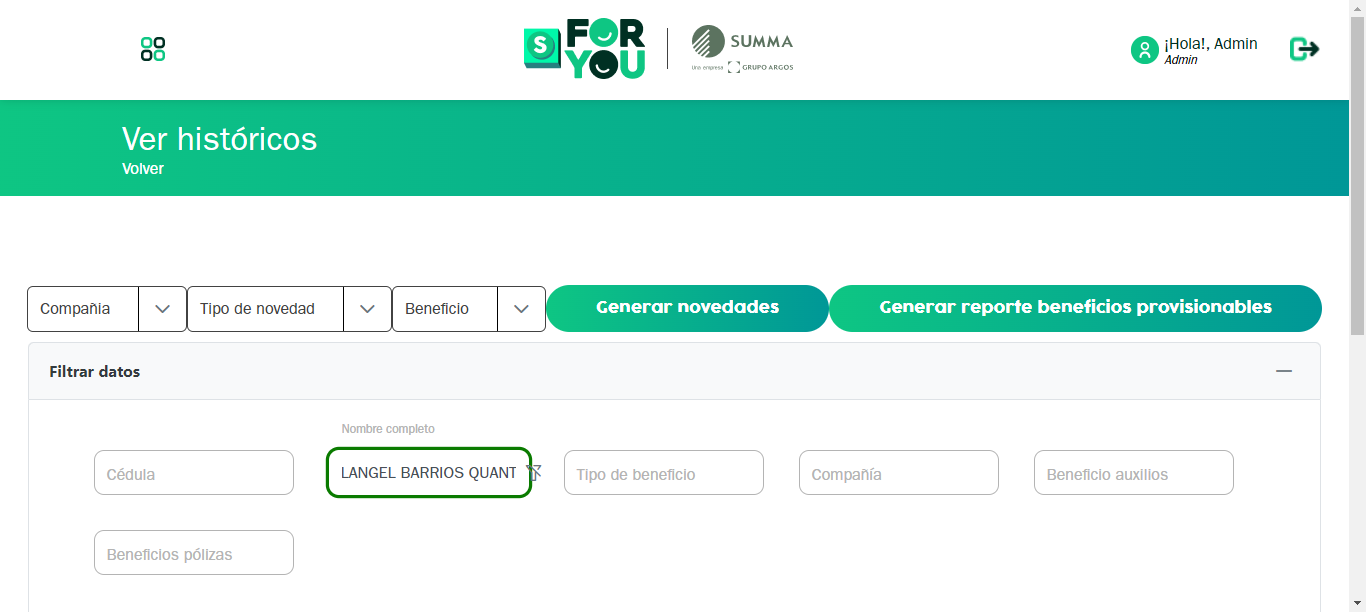 S FOR YOU
SUMMA
Una empresa GRUPO ARGOS
¡Hola!, Admin
Admin
Ver históricos
Volver
Compañia Tipo de novedad Beneficio Generar novedades Generar reporte beneficios provisionables
Filtrar datos
Nombre completo
Cédula LANGEL BARRIOS QUANT Tipo de beneficio Compañía Beneficio auxilios
Beneficios pólizas